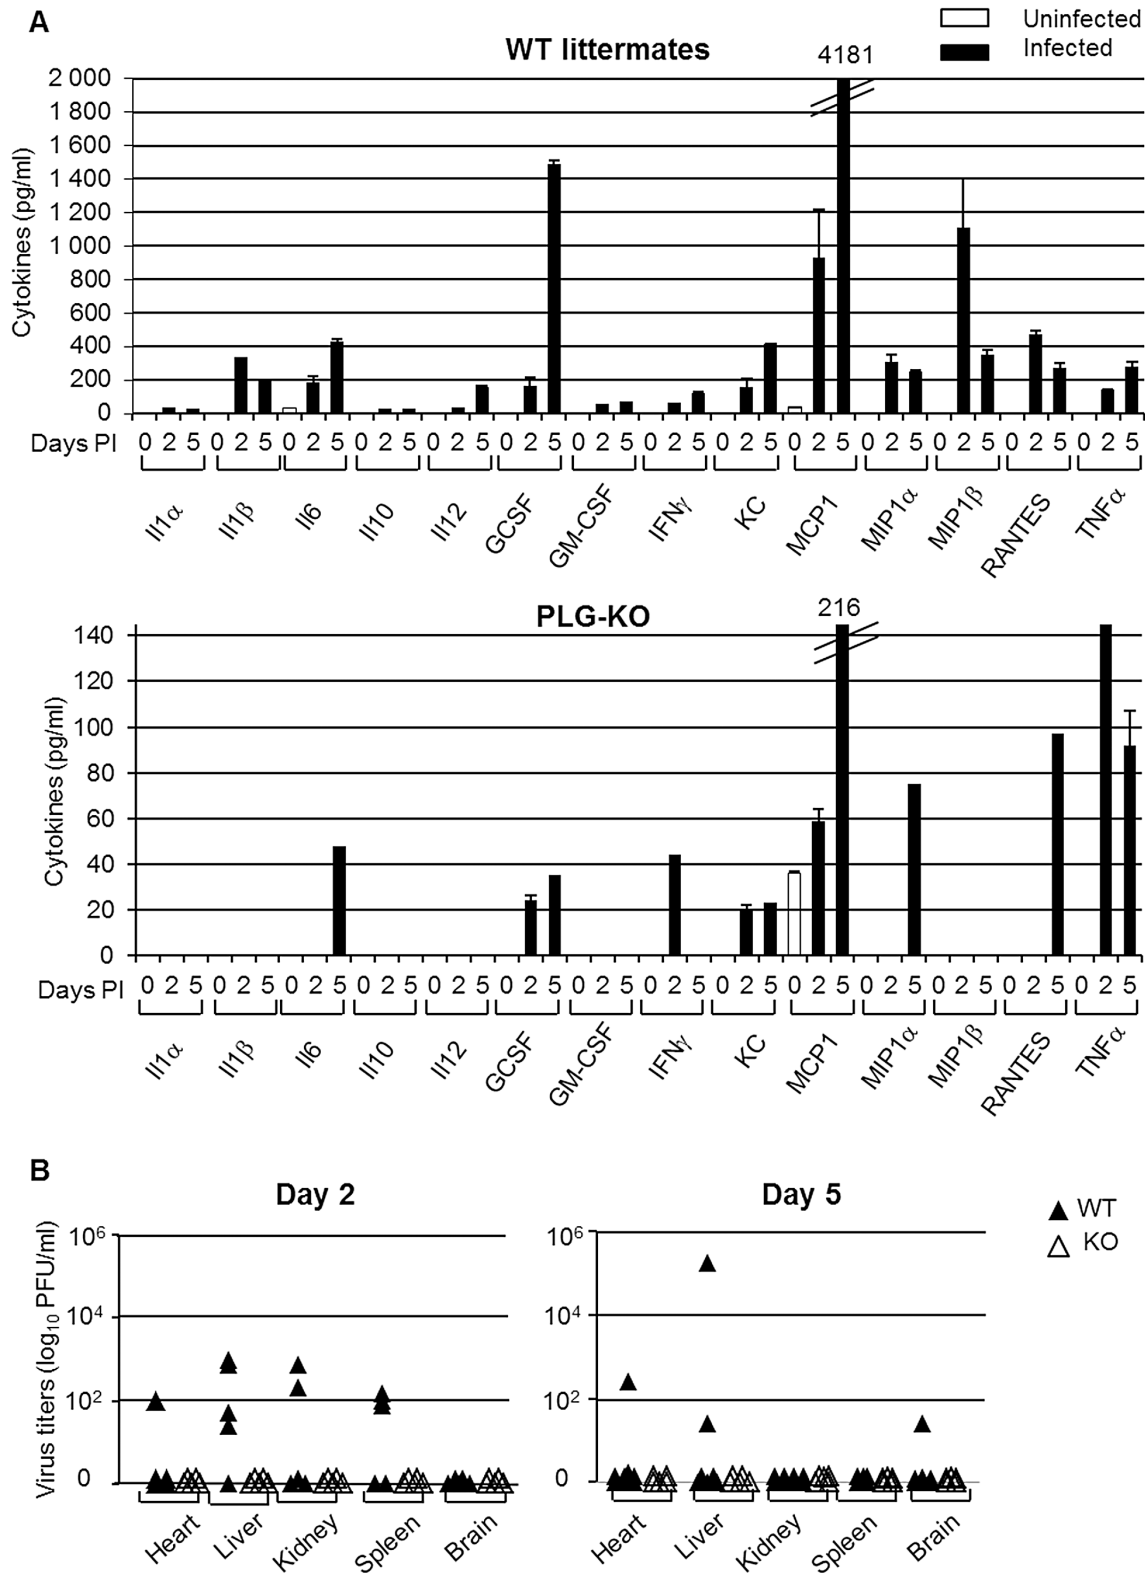 A
Uninfected
Infected
WT littermates
4181
Cytokines (pg/ml)
2 000
1 800
1 600
1 400
1 200
1 000
800
600
400
200
0
Days PI
0 2 5 0 2 5 0 2 5 0 2 5 0 2 5 0 2 5 0 2 5 0 2 5 0 2 5 0 2 5 0 2 5 0 2 5 0 2 5 0 2 5
Il1α
Il1β
Il6
Il10
Il12
GCSF
GM-CSF
IFNγ
KC
MCP1
MIP1α
MIP1β
RANTES
TNFα
PLG-KO
216
Cytokines (pg/ml)
140
120
100
80
60
40
20
0
Days PI
0 2 5 0 2 5 0 2 5 0 2 5 0 2 5 0 2 5 0 2 5 0 2 5 0 2 5 0 2 5 0 2 5 0 2 5 0 2 5 0 2 5
Il1α
Il1β
Il6
Il10
Il12
GCSF
GM-CSF
IFNγ
KC
MCP1
MIP1α
MIP1β
RANTES
TNFα
B
Day 2
Virus titers (log₁₀ PFU/ml)
10⁶
10⁴
10²
0
Heart
Liver
Kidney
Spleen
Brain
Day 5
10⁶
10⁴
10²
0
Heart
Liver
Kidney
Spleen
Brain
WT
KO